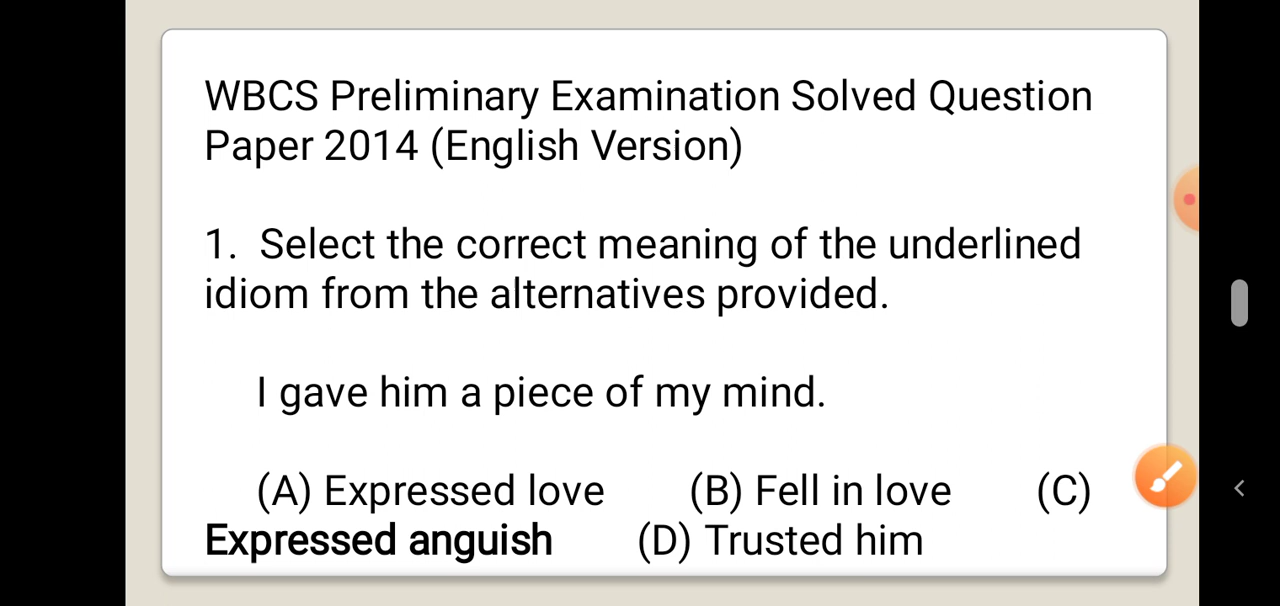 WBCS Preliminary Examination Solved Question
Paper 2014 (English Version)
1. Select the correct meaning of the underlined
idiom from the alternatives provided.
I gave him a piece of my mind.
(A) Expressed love (B) Fell in love (C)
Expressed anguish (D) Trusted him